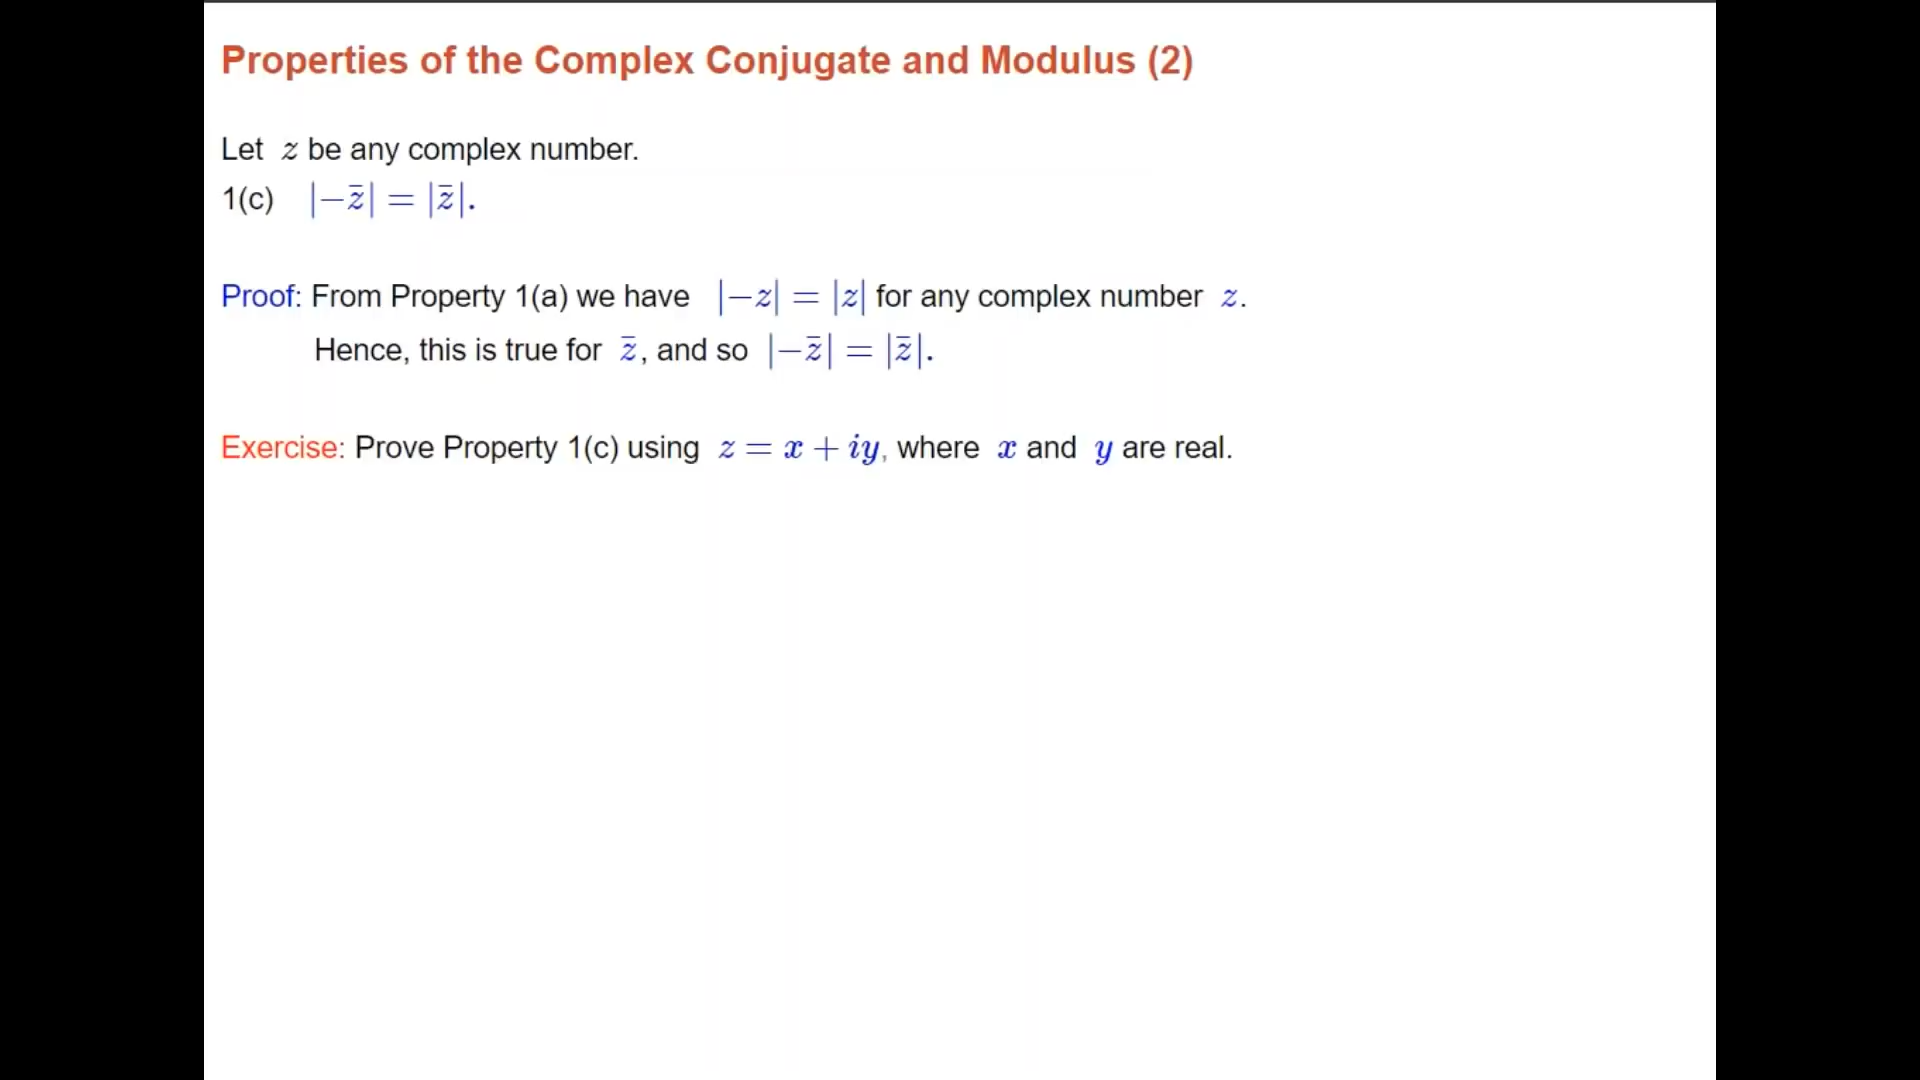 Properties of the Complex Conjugate and Modulus (2)
Let z be any complex number.
1(c) |−z̄| = |z̄|.
Proof: From Property 1(a) we have |−z| = |z| for any complex number z.
Hence, this is true for z̄, and so |−z̄| = |z̄|.
Exercise: Prove Property 1(c) using z = x + iy, where x and y are real.